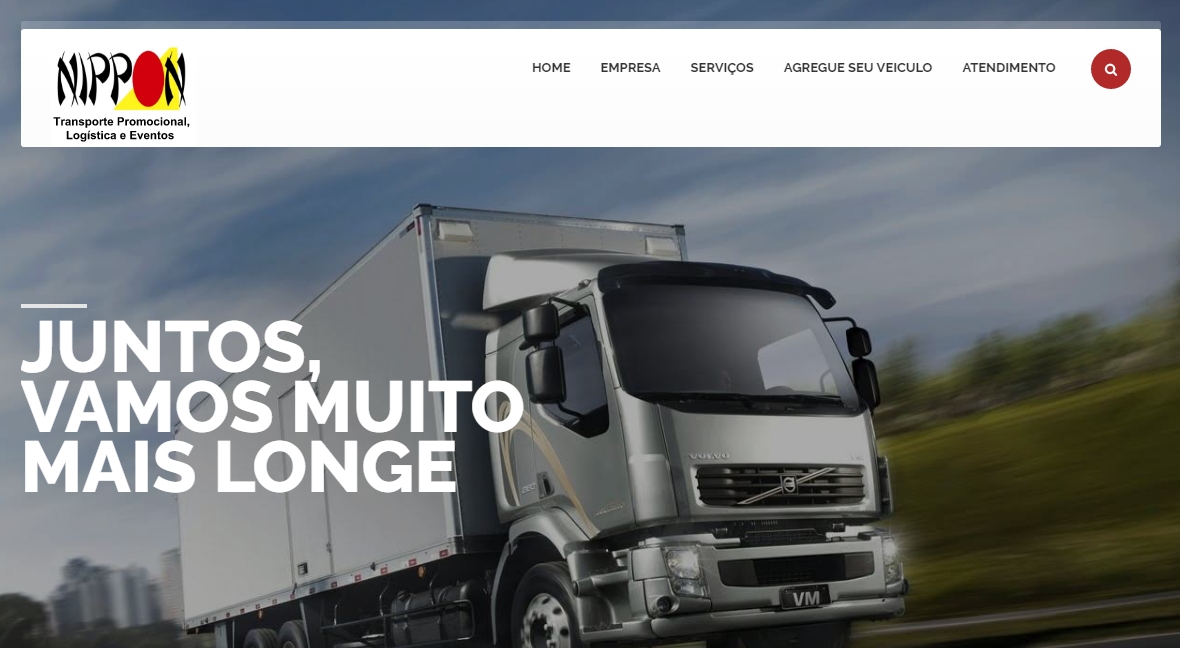 NIPPON
Transporte Promocional,
Logística e Eventos
HOME EMPRESA SERVIÇOS AGREGUE SEU VEICULO ATENDIMENTO
JUNTOS,
VAMOS MUITO
MAIS LONGE
VOLVO
VM